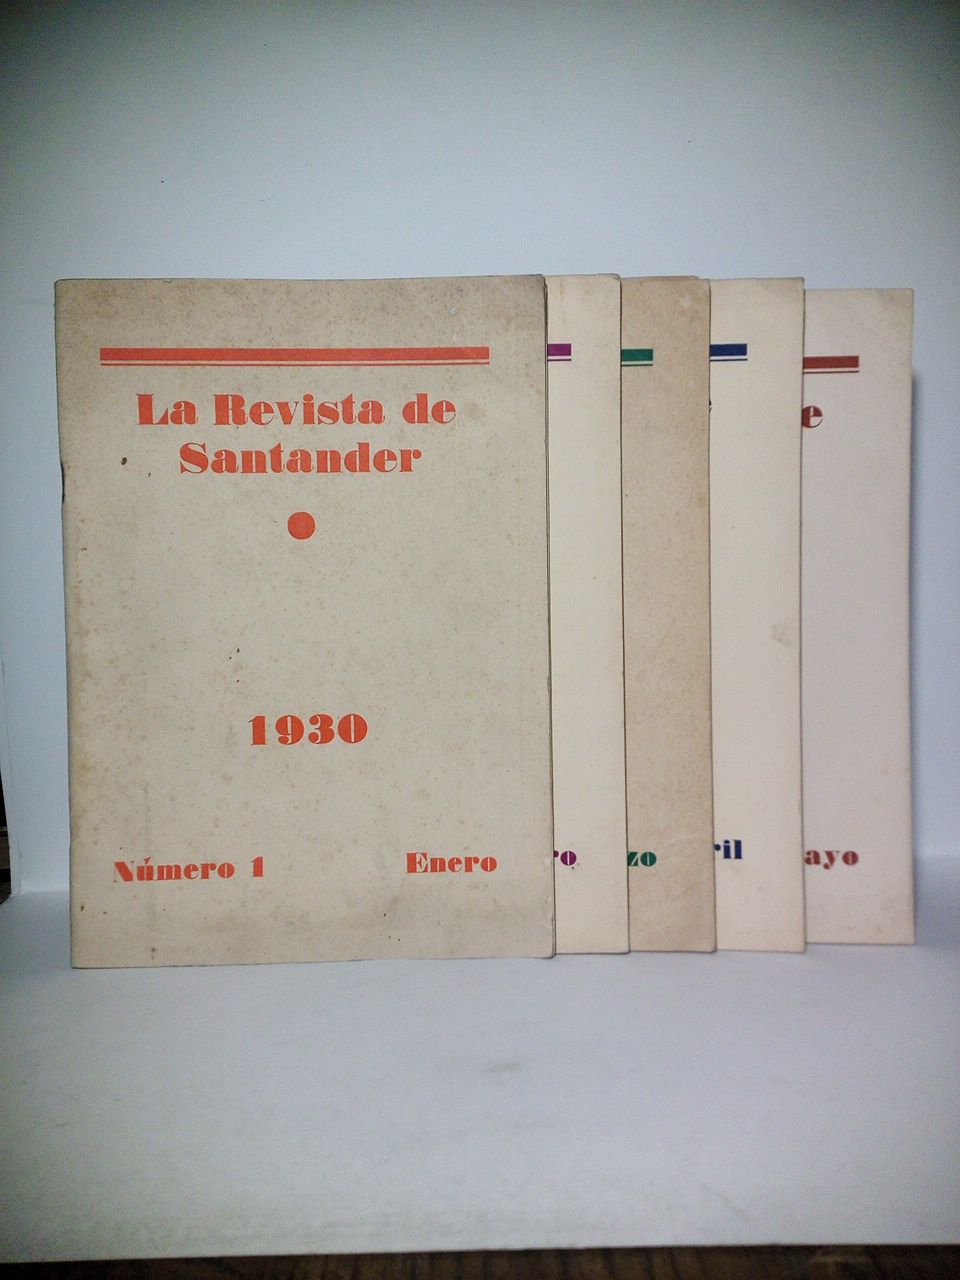 La Revista de
Santander
1930
Número 1 Enero
ro
zo
e
ril
e
ayo